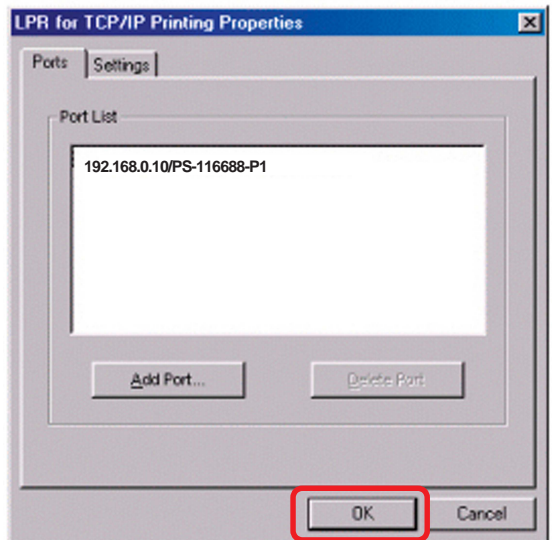 LPR for TCP/IP Printing Properties
Ports Settings
Port List
192.168.0.10/PS-116688-P1
Add Port... Delete Port
OK Cancel